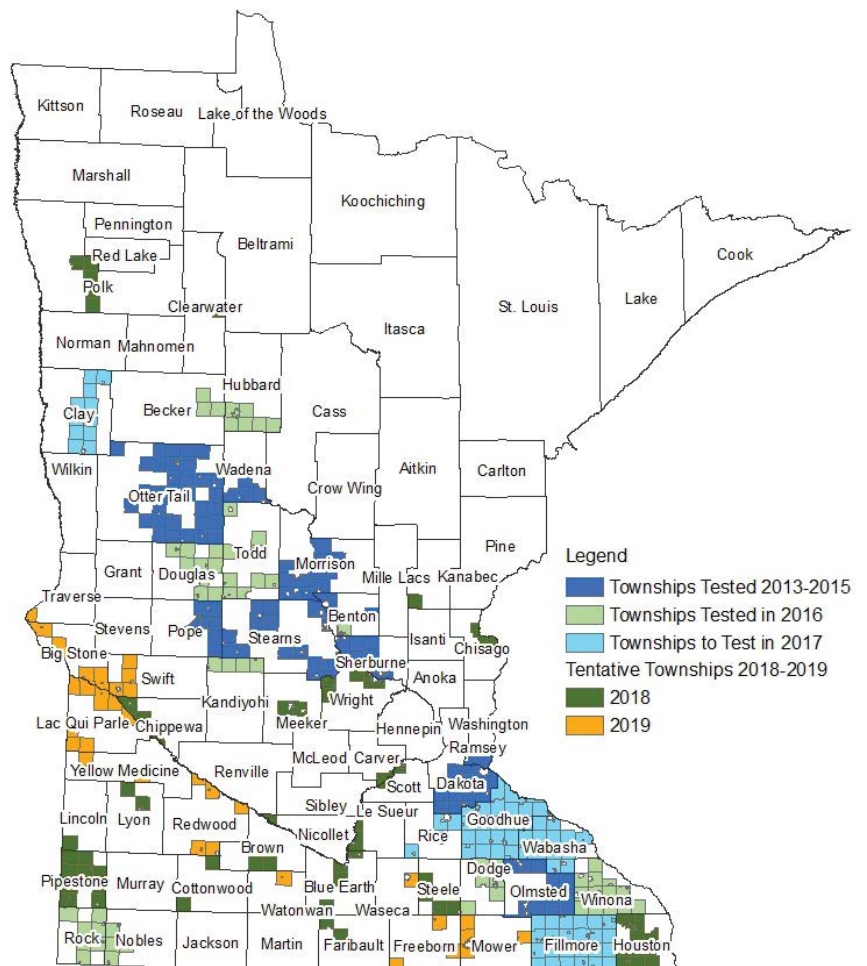 Kittson
Roseau
Lake of the Woods
Marshall
Koochiching
Pennington
Beltrami
Red Lake
Cook
Polk
Lake
Clearwater
St. Louis
Itasca
Norman
Mahnomen
Hubbard
Clay
Becker
Cass
Wilkin
Wadena
Aitkin
Carlton
Otter Tail
Crow Wing
Pine
Todd
Grant
Douglas
Morrison
Mille Lacs
Kanabec
Traverse
Stevens
Pope
Benton
Stearns
Isanti
Big Stone
Chisago
Sherburne
Swift
Anoka
Kandiyohi
Wright
Lac Qui Parle
Chippewa
Meeker
Hennepin
Washington
Ramsey
McLeod
Carver
Yellow Medicine
Renville
Scott
Dakota
Sibley
Le Sueur
Lincoln
Lyon
Redwood
Goodhue
Nicollet
Rice
Brown
Wabasha
Dodge
Pipestone
Murray
Cottonwood
Blue Earth
Steele
Olmsted
Winona
Watonwan
Waseca
Rock
Nobles
Jackson
Martin
Faribault
Freeborn
Mower
Fillmore
Houston
Legend
Townships Tested 2013-2015
Townships Tested in 2016
Townships to Test in 2017
Tentative Townships 2018-2019
2018
2019